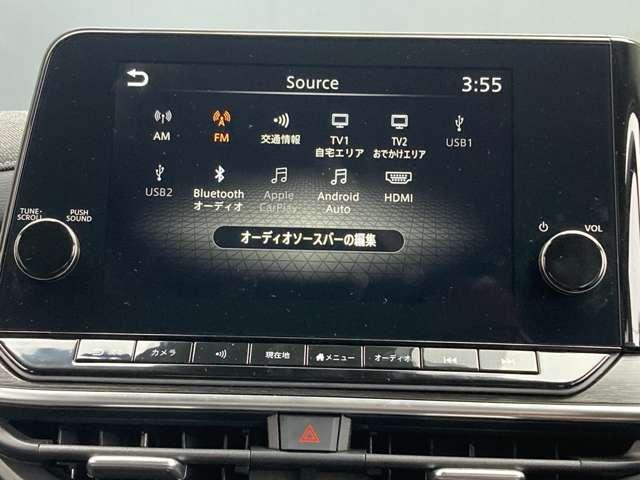 Source
3:55
AM
FM
交通情報
TV1
自宅エリア
TV2
おでかけエリア
USB1
USB2
Bluetooth
オーディオ
Apple
CarPlay
Android
Auto
HDMI
オーディオソースバーの編集
TUNE・
SCROLL
PUSH
SOUND
VOL
カメラ
現在地
メニュー
オーディオ